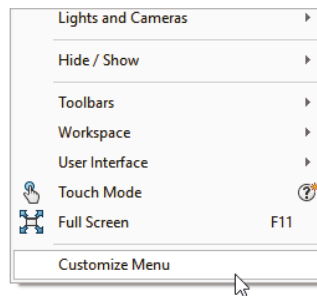 Lights and Cameras
Hide / Show
Toolbars
Workspace
User Interface
Touch Mode ?
Full Screen F11
Customize Menu